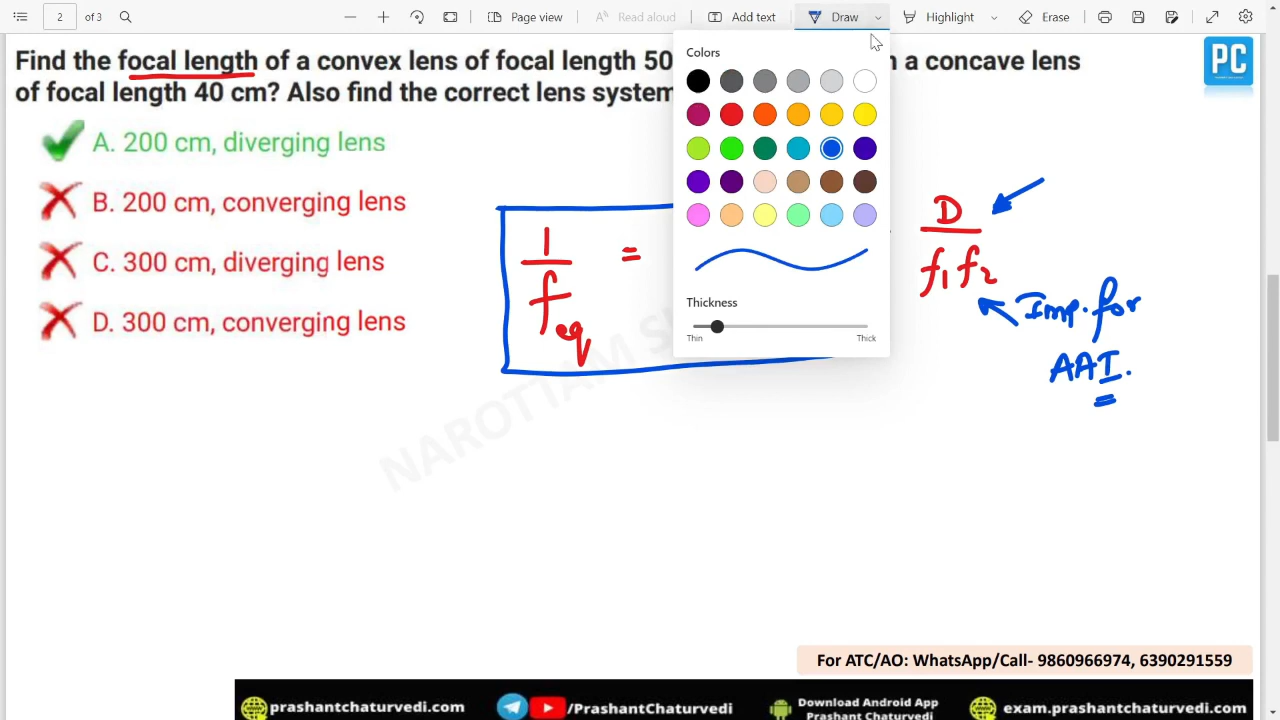 2 of 3 Page view Read aloud Add text Draw Highlight Erase
Find the focal length of a convex lens of focal length 50 a concave lens
of focal length 40 cm? Also find the correct lens system
PC
Colors
A. 200 cm, diverging lens
B. 200 cm, converging lens
C. 300 cm, diverging lens
D. 300 cm, converging lens
Thickness
Thin Thick
1/feq = D/f1f2
Imp. for
AAI.
NAROTTAM
For ATC/AO: WhatsApp/Call- 9860966974, 6390291559
prashantchaturvedi.com /PrashantChaturvedi Download Android App exam.prashantchaturvedi.com
Prashant Chaturvedi